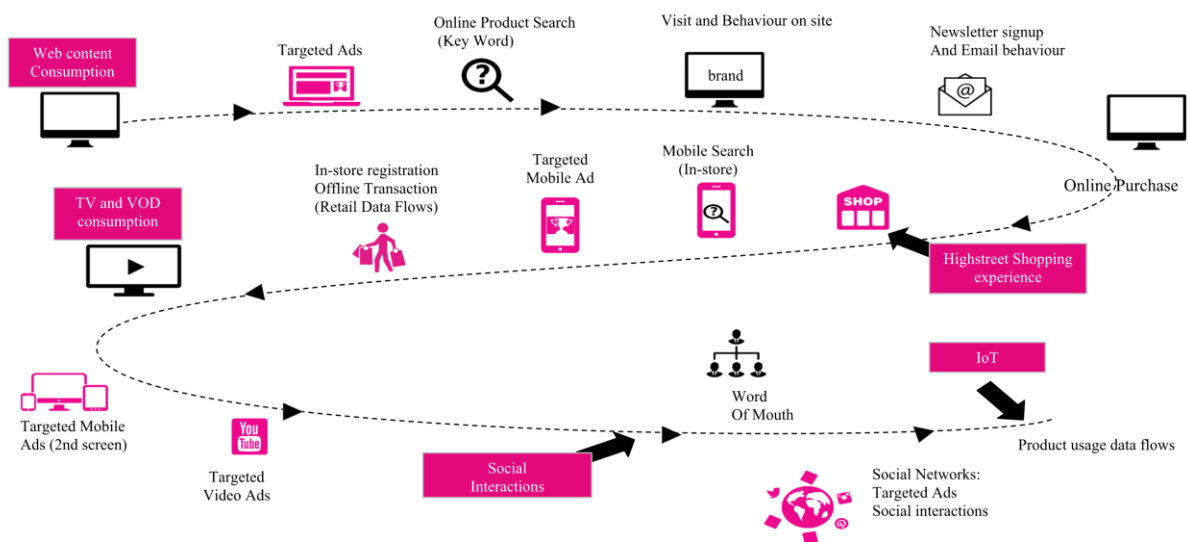 Web content
Consumption
Targeted Ads
Online Product Search
(Key Word)
?
Visit and Behaviour on site
brand
Newsletter signup
And Email behaviour
@
Online Purchase
TV and VOD
consumption
In-store registration
Offline Transaction
(Retail Data Flows)
Targeted
Mobile Ad
Mobile Search
(In-store)
?
SHOP
Highstreet Shopping
experience
Targeted Mobile
Ads (2nd screen)
You
Tube
Targeted
Video Ads
Social
Interactions
Word
Of Mouth
IoT
Product usage data flows
Social Networks:
Targeted Ads
Social interactions